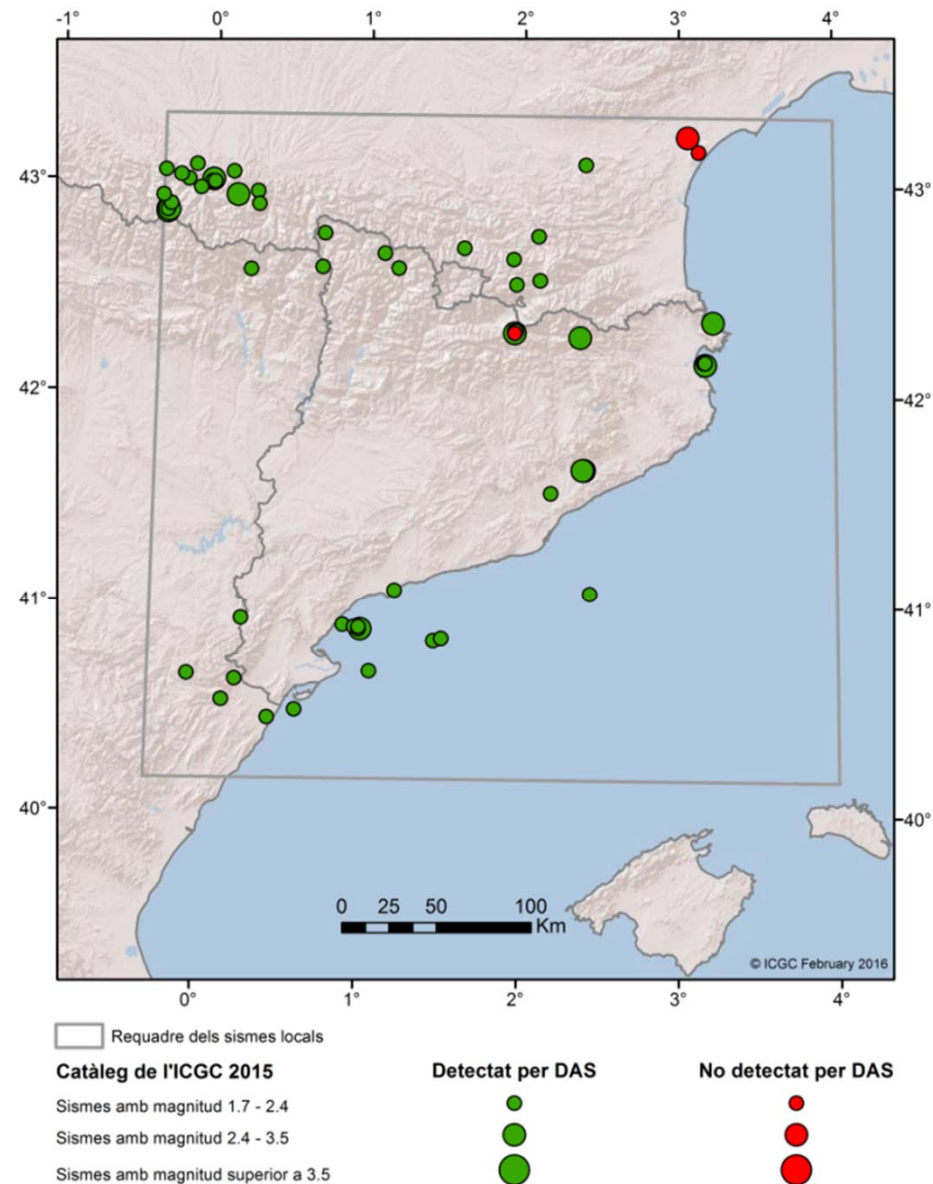 -1° 0° 1° 2° 3° 4°
43° 43°
42° 42°
41° 41°
40° 40°
0 25 50 100
Km
© ICGC February 2016
0° 1° 2° 3° 4°
Requadre dels sismes locals
Catàleg de l'ICGC 2015 Detectat per DAS No detectat per DAS
Sismes amb magnitud 1.7 - 2.4
Sismes amb magnitud 2.4 - 3.5
Sismes amb magnitud superior a 3.5